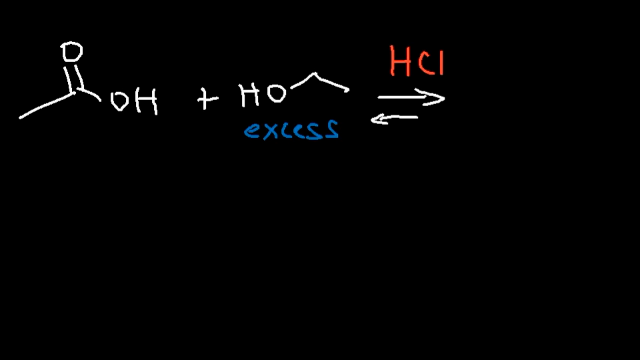 O
OH + HO HCl
excess